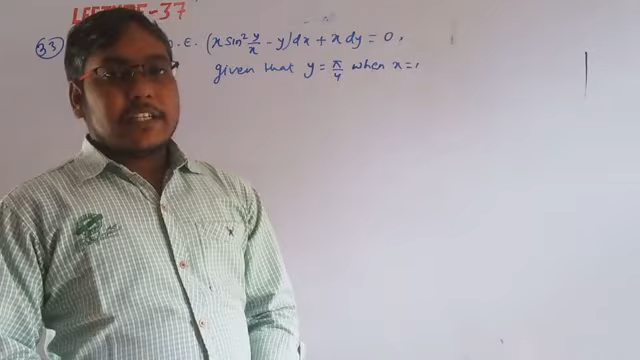 LECTURE-37
(33) D.E. (x sin² y/x - y)dx + x dy = 0,
given that y = π/4 when x = 1